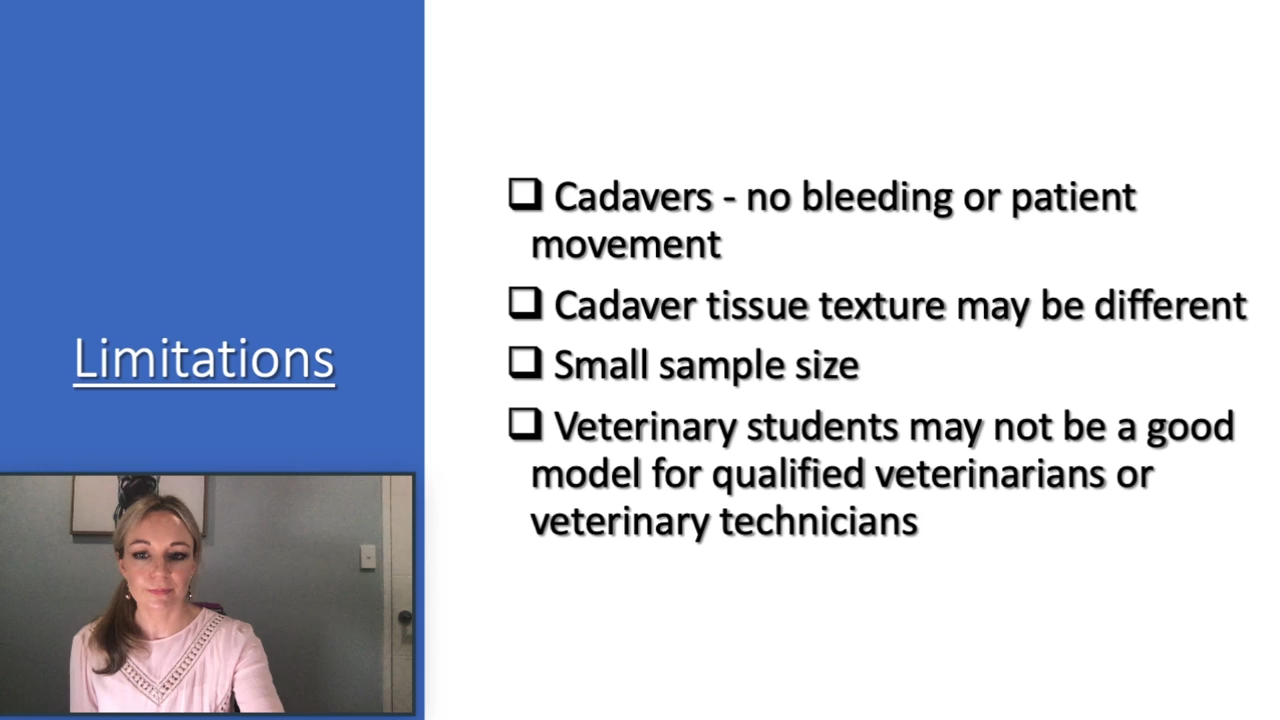 Limitations
❑ Cadavers - no bleeding or patient
movement
❑ Cadaver tissue texture may be different
❑ Small sample size
❑ Veterinary students may not be a good
model for qualified veterinarians or
veterinary technicians